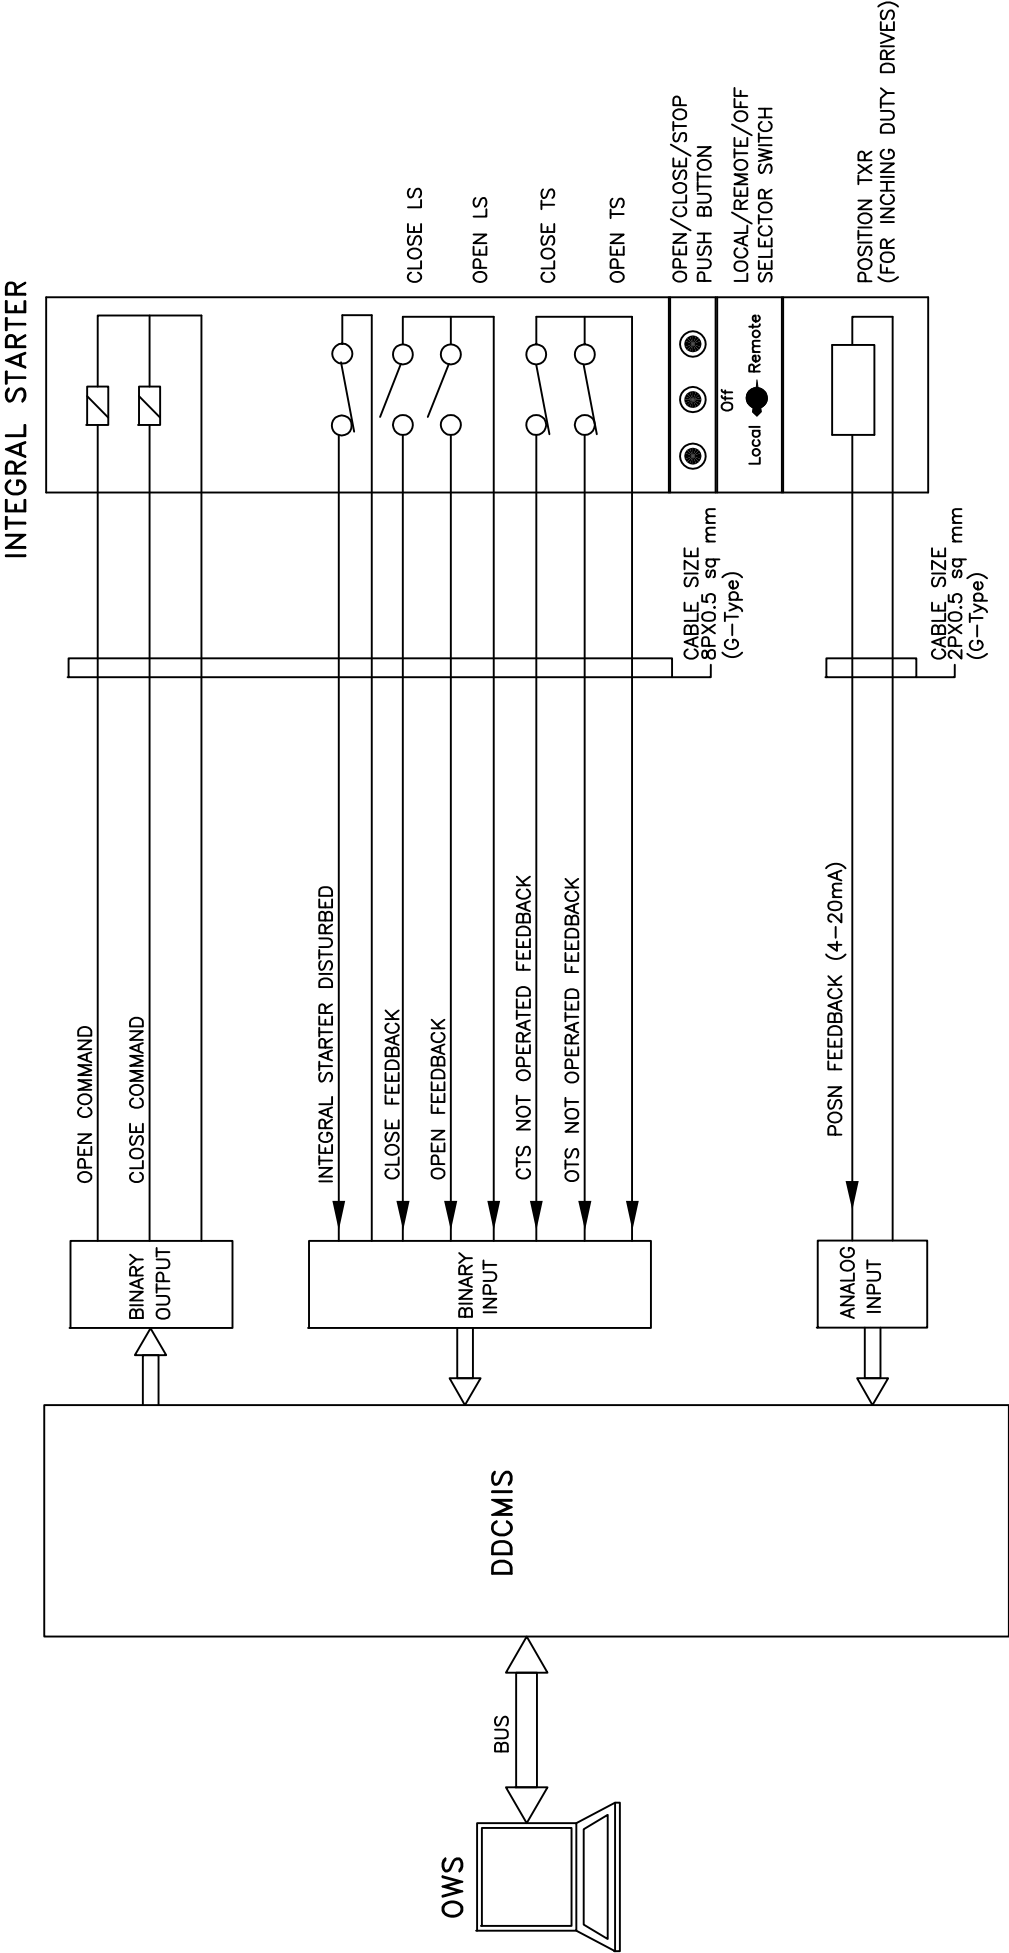 INTEGRAL STARTER
OPEN COMMAND
CLOSE COMMAND
BINARY
OUTPUT
INTEGRAL STARTER DISTURBED
CLOSE FEEDBACK
OPEN FEEDBACK
CTS NOT OPERATED FEEDBACK
OTS NOT OPERATED FEEDBACK
BINARY
INPUT
CLOSE LS
OPEN LS
CLOSE TS
OPEN TS
OPEN/CLOSE/STOP
PUSH BUTTON
LOCAL/REMOTE/OFF
SELECTOR SWITCH
Off
Local
Remote
POSITION TXR
(FOR INCHING DUTY DRIVES)
CABLE SIZE
8PX0.5 sq mm
(G-Type)
CABLE SIZE
2PX0.5 sq mm
(G-Type)
POSN FEEDBACK (4-20mA)
ANALOG
INPUT
DDCMIS
BUS
OWS